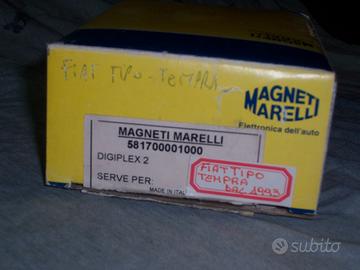 FIAT TIPO - TEMPRA
MAGNETI
MARELLI
Elettronica dell'auto
MAGNETI MARELLI
581700001000
DIGIPLEX 2
SERVE PER:
MADE IN ITAL
FIAT TIPO
TEMPRA
DAL 1993
subito